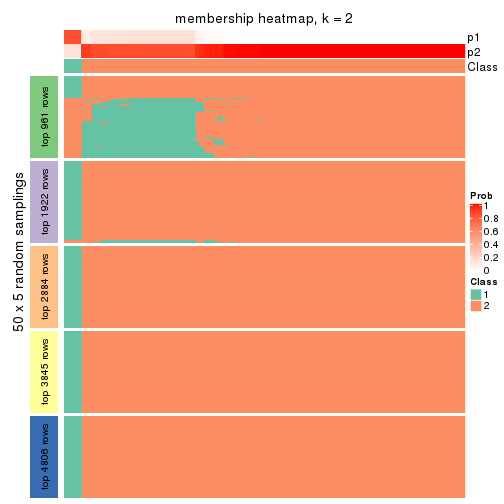 membership heatmap, k = 2
p1
p2
Class
50 x 5 random samplings
top 961 rows
top 1922 rows
top 2884 rows
top 3845 rows
top 4806 rows
Prob
1
0.8
0.6
0.4
0.2
0
Class
1
2